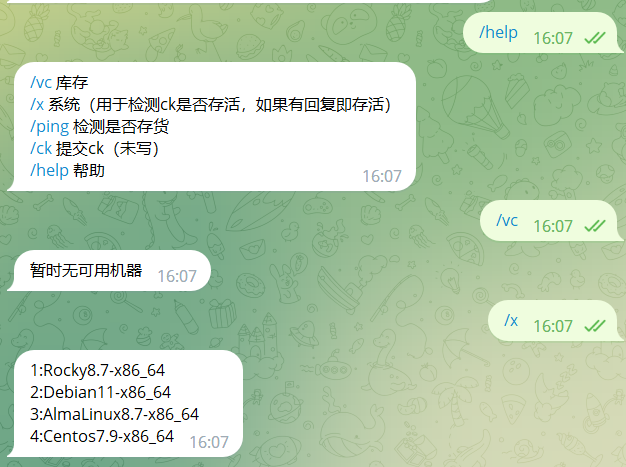 /help 16:07
/vc 库存
/x 系统（用于检测ck是否存活，如果有回复即存活）
/ping 检测是否存货
/ck 提交ck（未写）
/help 帮助
16:07
/vc 16:07
暂时无可用机器 16:07
/x 16:07
1:Rocky8.7-x86_64
2:Debian11-x86_64
3:AlmaLinux8.7-x86_64
4:Centos7.9-x86_64 16:07